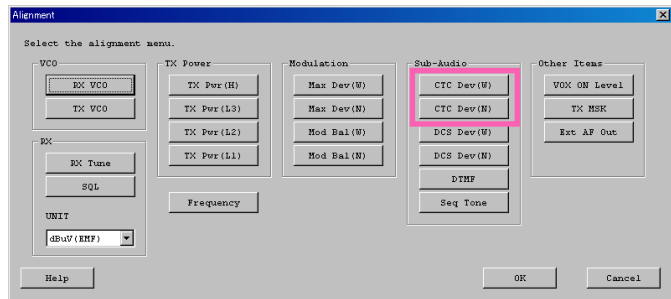 Alignment
Select the alignment menu.
VCO
RX VCO
TX VCO
RX
RX Tune
SQL
UNIT
dBuV(EMF)
TX Power
TX Pwr(H)
TX Pwr(L3)
TX Pwr(L2)
TX Pwr(L1)
Frequency
Modulation
Max Dev(W)
Max Dev(N)
Mod Bal(W)
Mod Bal(N)
Sub-Audio
CTC Dev(W)
CTC Dev(N)
DCS Dev(W)
DCS Dev(N)
DTMF
Seq Tone
Other Items
VOX ON Level
TX MSK
Ext AF Out
Help
OK
Cancel